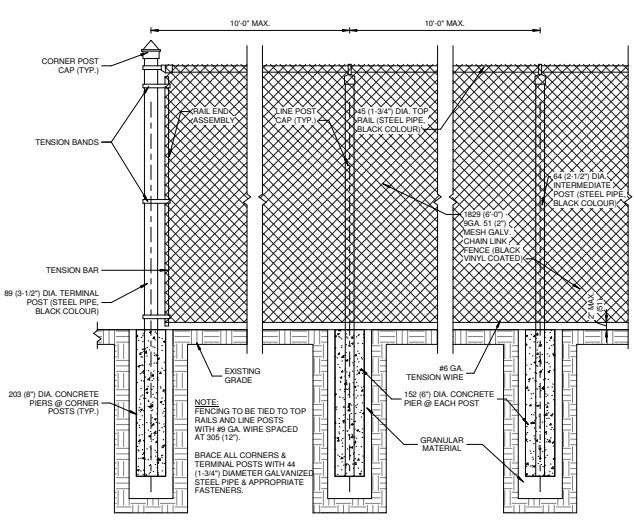 10'-0" MAX.
10'-0" MAX.
CORNER POST
CAP (TYP.)
TENSION BANDS
RAIL END
ASSEMBLY
LINE POST
CAP (TYP.)
45 (1-3/4") DIA. TOP
RAIL (STEEL PIPE,
BLACK COLOUR)
64 (2-1/2") DIA.
INTERMEDIATE
POST (STEEL PIPE,
BLACK COLOUR)
1829 (6'-0")
9GA. 51 (2")
MESH GALV.
CHAIN LINK
FENCE (BLACK
VINYL COATED)
TENSION BAR
89 (3-1/2") DIA. TERMINAL
POST (STEEL PIPE,
BLACK COLOUR)
2" MAX.
(51)
EXISTING
GRADE
#6 GA.
TENSION WIRE
203 (8") DIA. CONCRETE
PIERS @ CORNER
POSTS (TYP.)
NOTE:
FENCING TO BE TIED TO TOP
RAILS AND LINE POSTS
WITH #9 GA. WIRE SPACED
AT 305 (12").
BRACE ALL CORNERS &
TERMINAL POSTS WITH 44
(1-3/4") DIAMETER GALVANIZED
STEEL PIPE & APPROPRIATE
FASTENERS.
152 (6") DIA. CONCRETE
PIER @ EACH POST
GRANULAR
MATERIAL